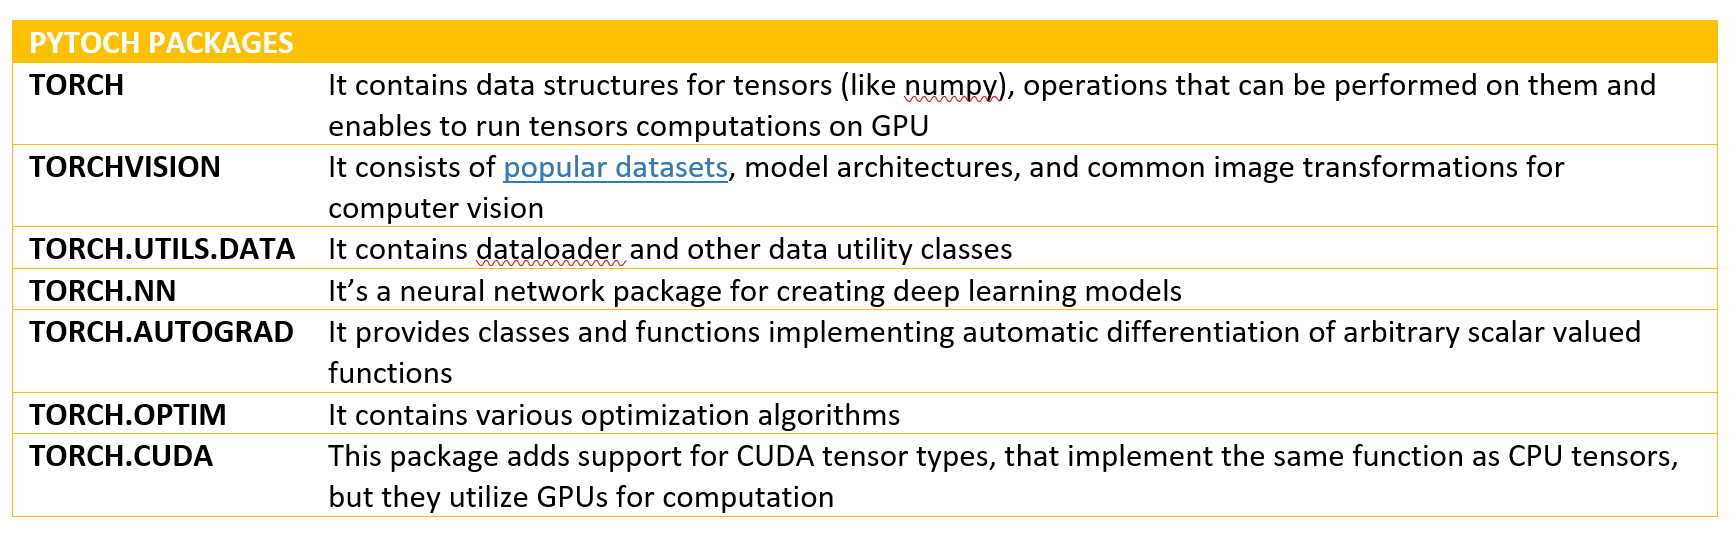 PYTOCH PACKAGES
TORCH It contains data structures for tensors (like numpy), operations that can be performed on them and
enables to run tensors computations on GPU
TORCHVISION It consists of popular datasets, model architectures, and common image transformations for
computer vision
TORCH.UTILS.DATA It contains dataloader and other data utility classes
TORCH.NN It’s a neural network package for creating deep learning models
TORCH.AUTOGRAD It provides classes and functions implementing automatic differentiation of arbitrary scalar valued
functions
TORCH.OPTIM It contains various optimization algorithms
TORCH.CUDA This package adds support for CUDA tensor types, that implement the same function as CPU tensors,
but they utilize GPUs for computation